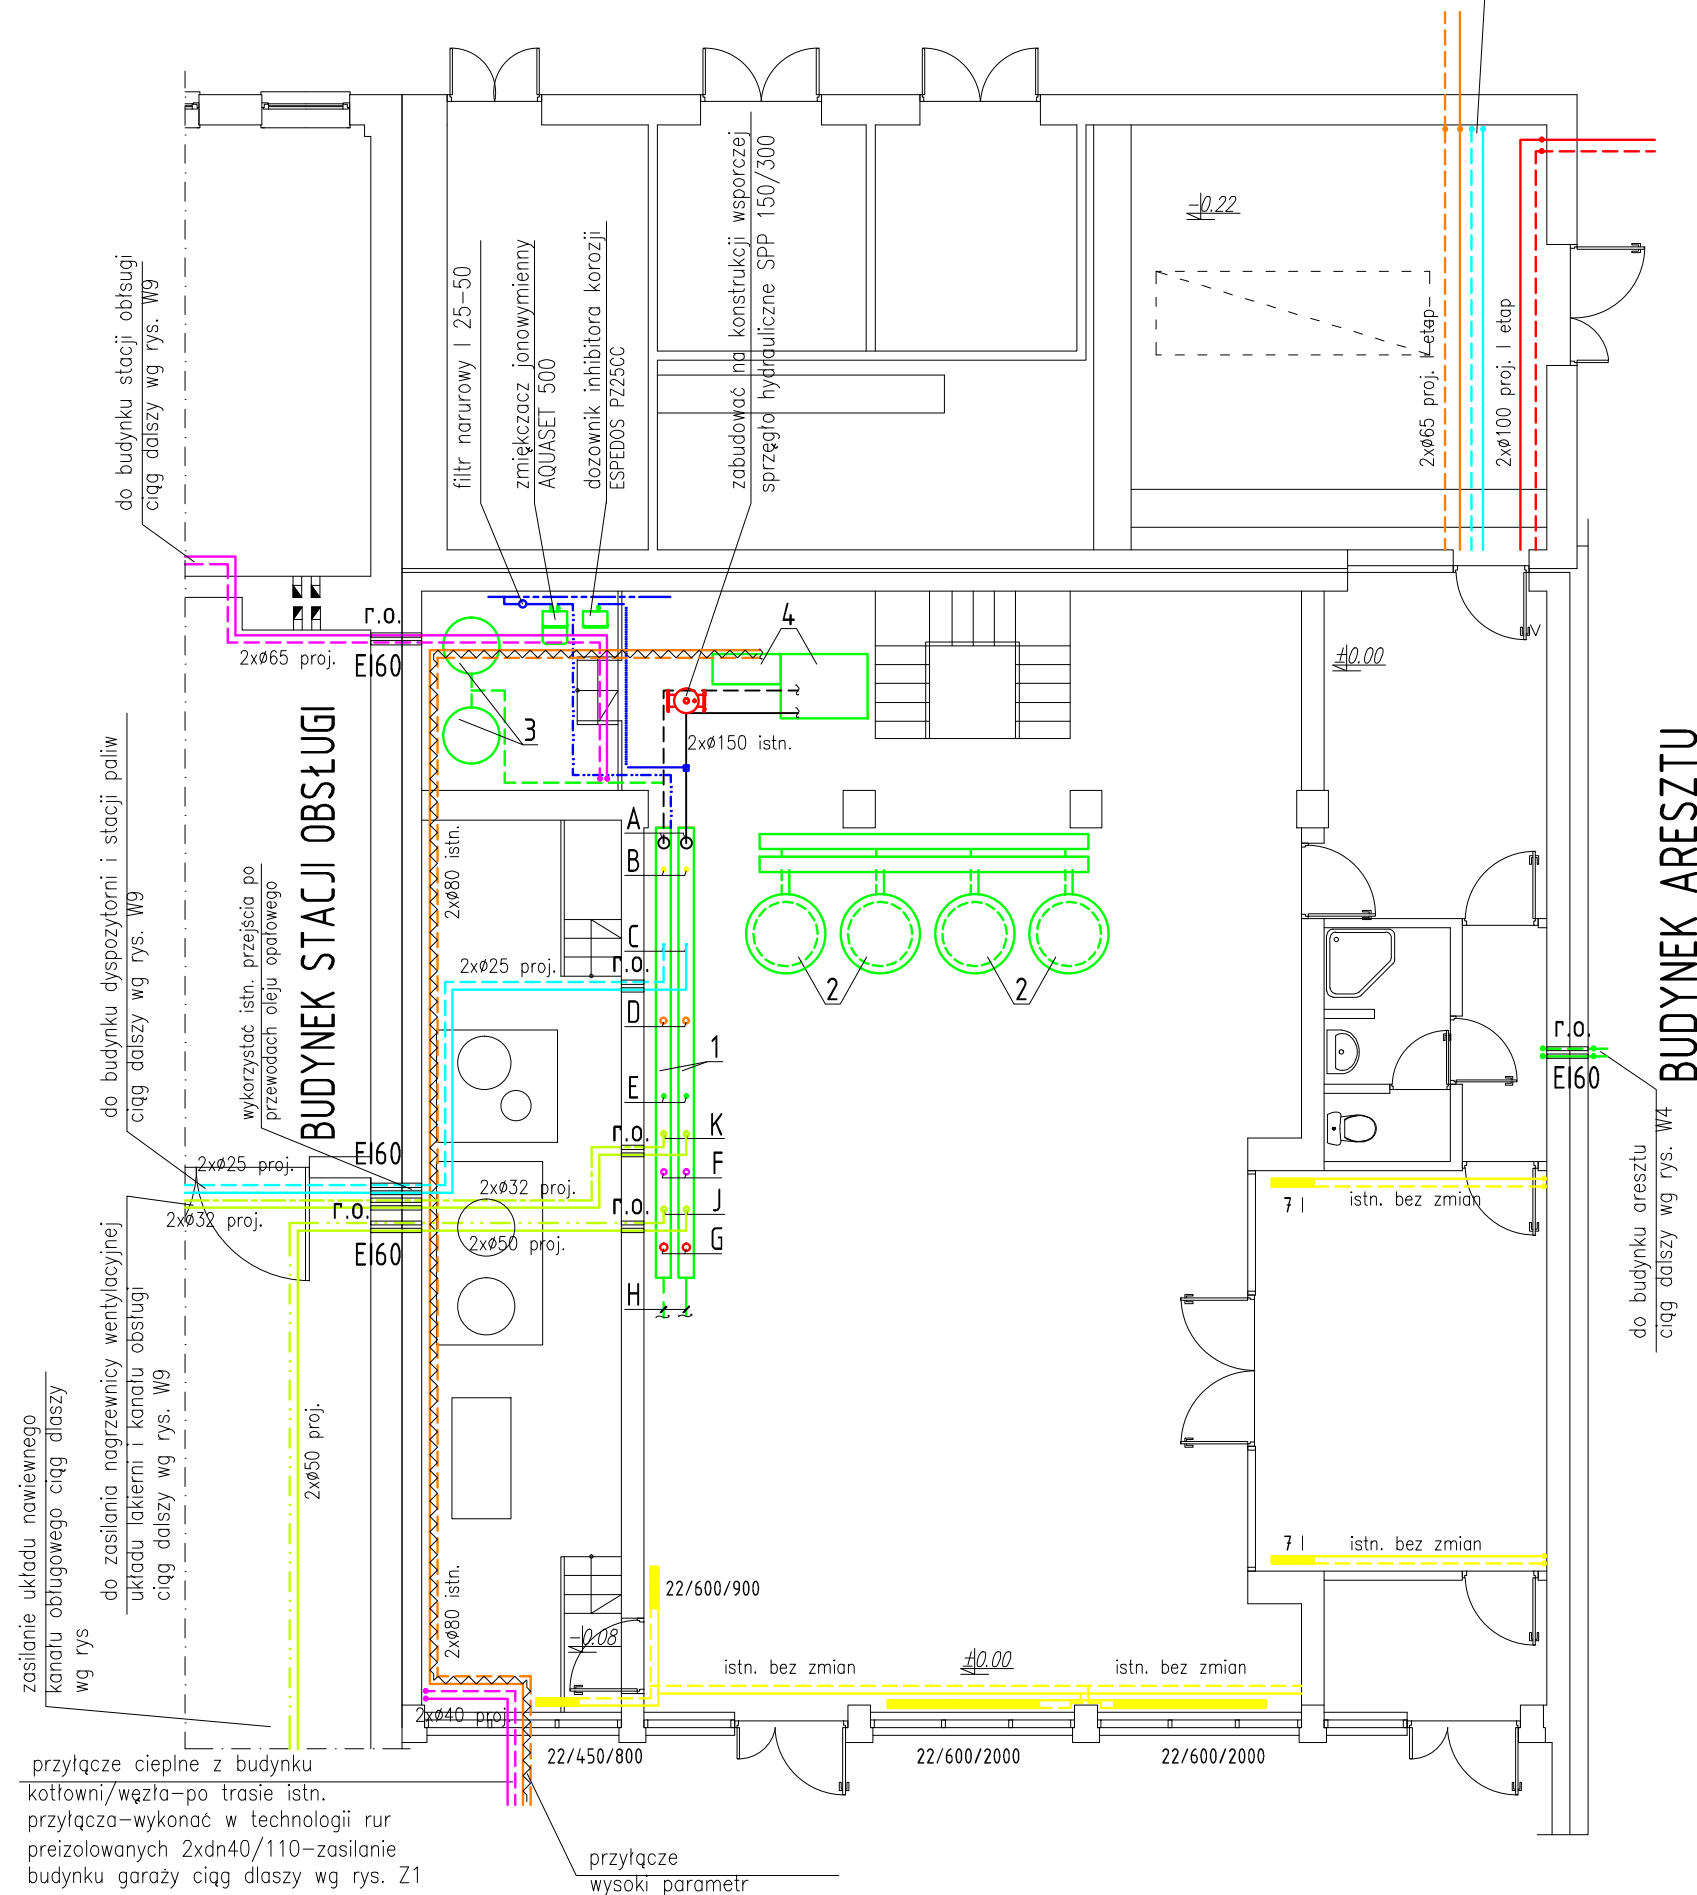 do budynku stacji obłsugi
ciąg dalszy wg rys. W9
filtr narurowy I 25-50
zmiękczacz jonowymienny
AQUASET 500
dozownik inhibitora korozji
ESPEDOS PZ25CC
zabudować na konstrukcji wsporczej
sprzęgło hydrauliczne SPP 150/300
-0.22
2xø65 proj. I etap
2xø100 proj. I etap
r.o.
EI60
2xø65 proj.
3
4
2xø150 istn.
±0.00
do budynku dyspozytorni i stacji paliw
ciąg dalszy wg rys. W9
wykorzystać istn. przejścia po
przewodach oleju opałowego
BUDYNEK STACJI OBSŁUGI
2xø80 istn.
A
B
C
2xø25 proj.
r.o.
D
1
E
2
2
K
r.o.
F
J
r.o.
G
H
BUDYNEK ARESZTU
r.o.
EI60
do budynku aresztu
ciąg dalszy wg rys. W4
EI60
2xø25 proj.
2xø32 proj.
2xø32 proj.
r.o.
2xø50 proj.
EI60
7 I
istn. bez zmian
zasilanie układu nawiewnego
kanału obługowego ciąg dlaszy
wg rys
do zasilania nagrzewnicy wentylacyjnej
układu lakierni i kanału obsługi
ciąg dalszy wg rys. W9
2xø50 proj.
2xø80 istn.
7 I
istn. bez zmian
22/600/900
-0.08
istn. bez zmian
±0.00
istn. bez zmian
2xø40 proj.
22/450/800
22/600/2000
22/600/2000
przyłącze cieplne z budynku
kotłowni/węzła-po trasie istn.
przyłącza-wykonać w technologii rur
preizolowanych 2xdn40/110-zasilanie
budynku garaży ciąg dlaszy wg rys. Z1
przyłącze
wysoki parametr